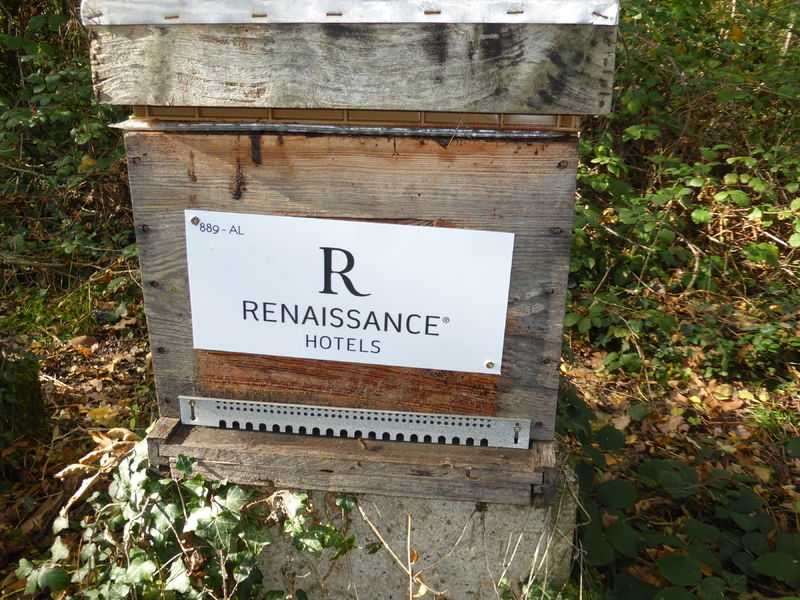 889 - AL
R
RENAISSANCE®
HOTELS